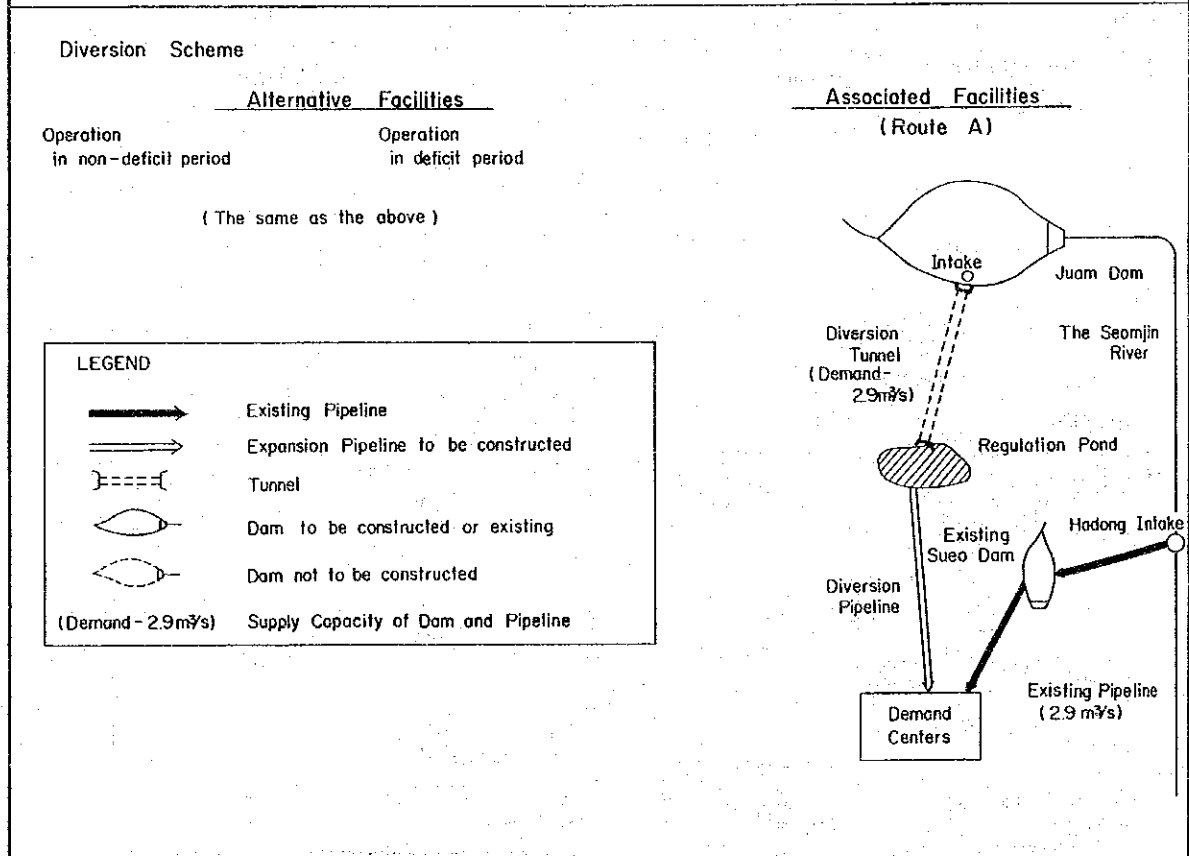 Diversion Scheme
Alternative Facilities
Operation
in non-deficit period
Operation
in deficit period
(The same as the above)
LEGEND
Existing Pipeline
Expansion Pipeline to be constructed
Tunnel
Dam to be constructed or existing
Dam not to be constructed
(Demand-2.9m³/s) Supply Capacity of Dam and Pipeline
Associated Facilities
(Route A)
Intake
Juam Dam
Diversion
Tunnel
(Demand-
2.9m³/s)
The Seomjin
River
Regulation Pond
Existing
Sueo Dam
Hadong Intake
Diversion
Pipeline
Existing Pipeline
(2.9 m³/s)
Demand
Centers